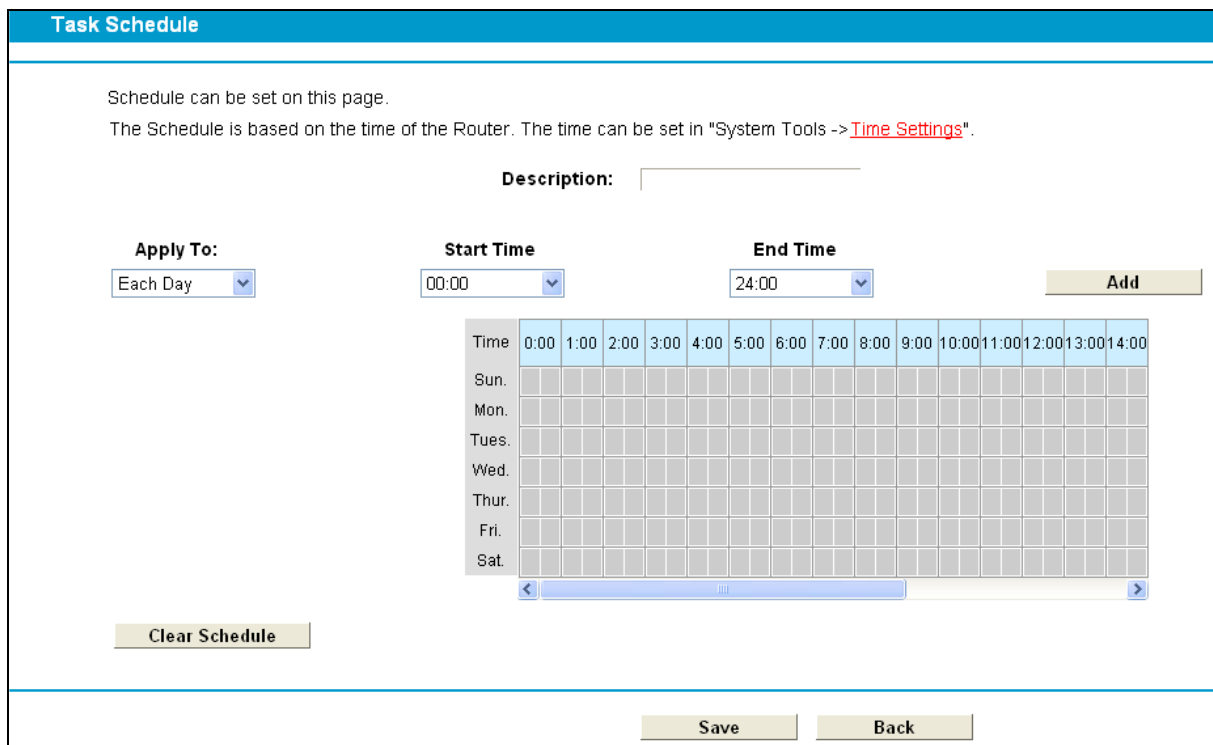 Task Schedule
Schedule can be set on this page.
The Schedule is based on the time of the Router. The time can be set in "System Tools ->Time Settings".
Description:
Apply To: Start Time End Time
Each Day 00:00 24:00 Add
Time 0:00 1:00 2:00 3:00 4:00 5:00 6:00 7:00 8:00 9:00 10:00 11:00 12:00 13:00 14:00
Sun.
Mon.
Tues.
Wed.
Thur.
Fri.
Sat.
Clear Schedule
Save Back